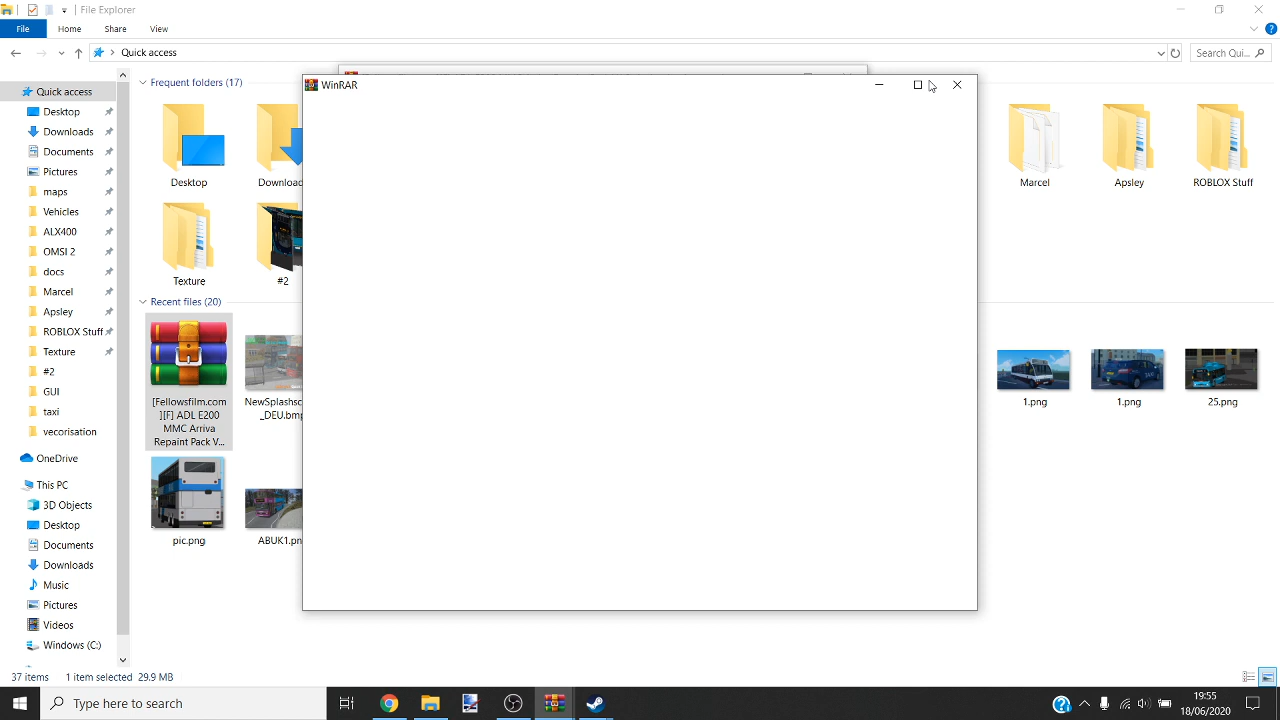 File Explorer
File Home Share View
Quick access
Search Qui...
Quick access
Desktop
Downloads
Documents
Pictures
maps
Vehicles
ALX400
OMSI 2
docs
Marcel
Apsley
ROBLOX Stuff
Texture
#2
GUI
taxi
vecorisation
OneDrive
This PC
3D Objects
Desktop
Documents
Downloads
Music
Pictures
Videos
Windows (C:)
Frequent folders (17)
Desktop
Texture
#2
Marcel
Apsley
ROBLOX Stuff
Recent files (20)
[Fellowsfilm.com
][F] ADL E200
MMC Arriva
Repaint Pack V...
_DEU.bmp
pic.png
1.png
1.png
25.png
WinRAR
37 items 1 item selected 29.9 MB
Type here to search
19:55
18/06/2020